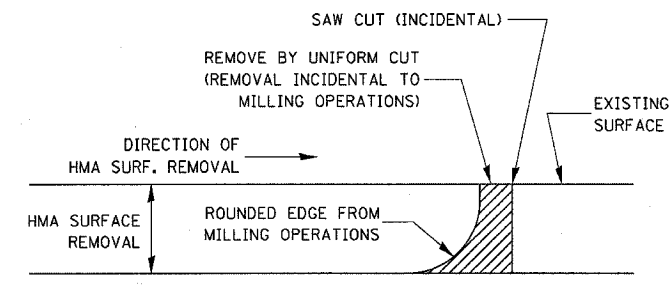 SAW CUT (INCIDENTAL)
REMOVE BY UNIFORM CUT
(REMOVAL INCIDENTAL TO
MILLING OPERATIONS)
EXISTING
SURFACE
DIRECTION OF
HMA SURF. REMOVAL
HMA SURFACE
REMOVAL
ROUNDED EDGE FROM
MILLING OPERATIONS